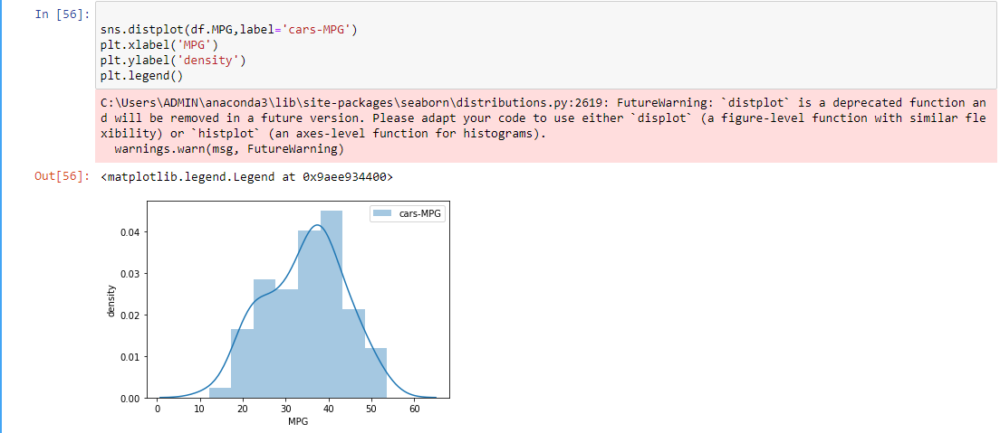 In [56]:
sns.distplot(df.MPG,label='cars-MPG')
plt.xlabel('MPG')
plt.ylabel('density')
plt.legend()
C:\Users\ADMIN\anaconda3\lib\site-packages\seaborn\distributions.py:2619: FutureWarning: `distplot` is a deprecated function an
d will be removed in a future version. Please adapt your code to use either `displot` (a figure-level function with similar fle
xibility) or `histplot` (an axes-level function for histograms).
  warnings.warn(msg, FutureWarning)
Out[56]: <matplotlib.legend.Legend at 0x9aee934400>
cars-MPG
0.04
0.03
0.02
0.01
0.00
density
0 10 20 30 40 50 60
MPG